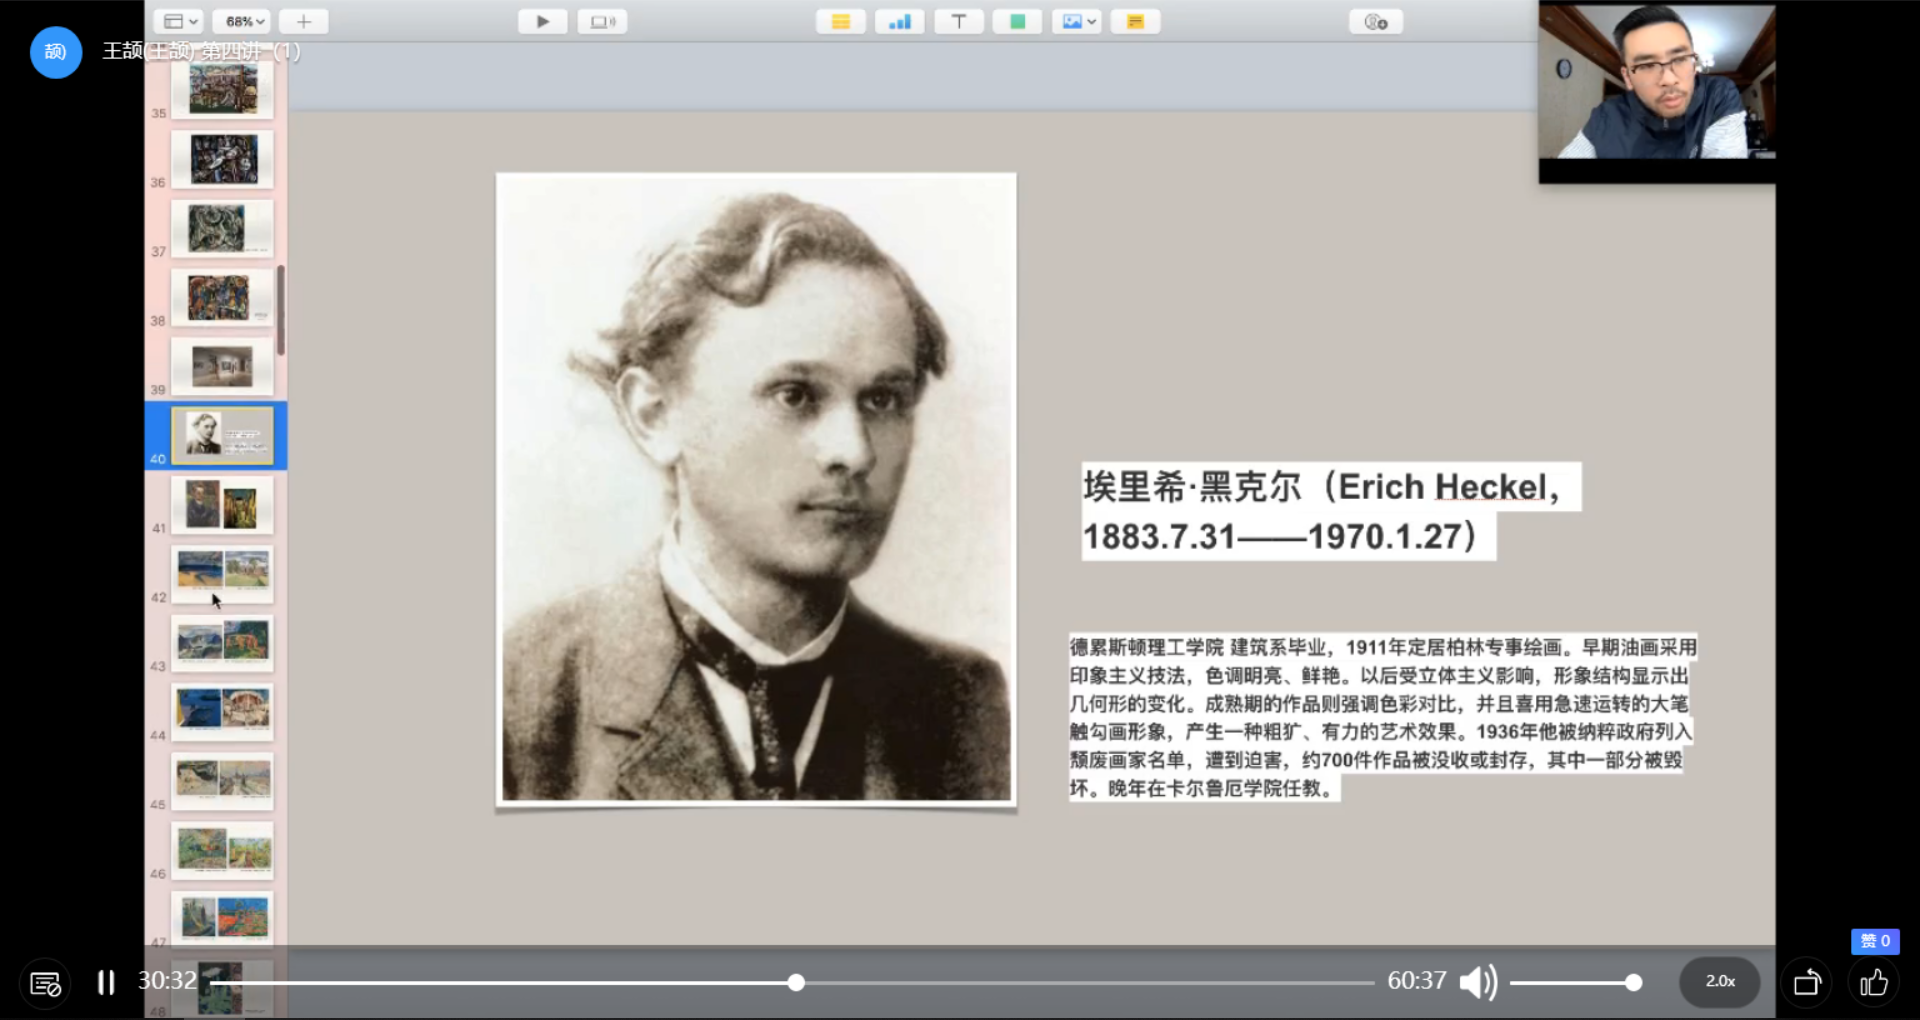 68%
颉)
王颉(王颉) 第四讲 (1)
35
36
37
38
39
40
41
42
43
44
45
46
47
48
埃里希·黑克尔（Erich Heckel，
1883.7.31——1970.1.27）
德累斯顿理工学院 建筑系毕业，1911年定居柏林专事绘画。早期油画采用
印象主义技法，色调明亮、鲜艳。以后受立体主义影响，形象结构显示出
几何形的变化。成熟期的作品则强调色彩对比，并且喜用急速运转的大笔
触勾画形象，产生一种粗犷、有力的艺术效果。1936年他被纳粹政府列入
颓废画家名单，遭到迫害，约700件作品被没收或封存，其中一部分被毁
坏。晚年在卡尔鲁厄学院任教。
赞 0
30:32
60:37
2.0x